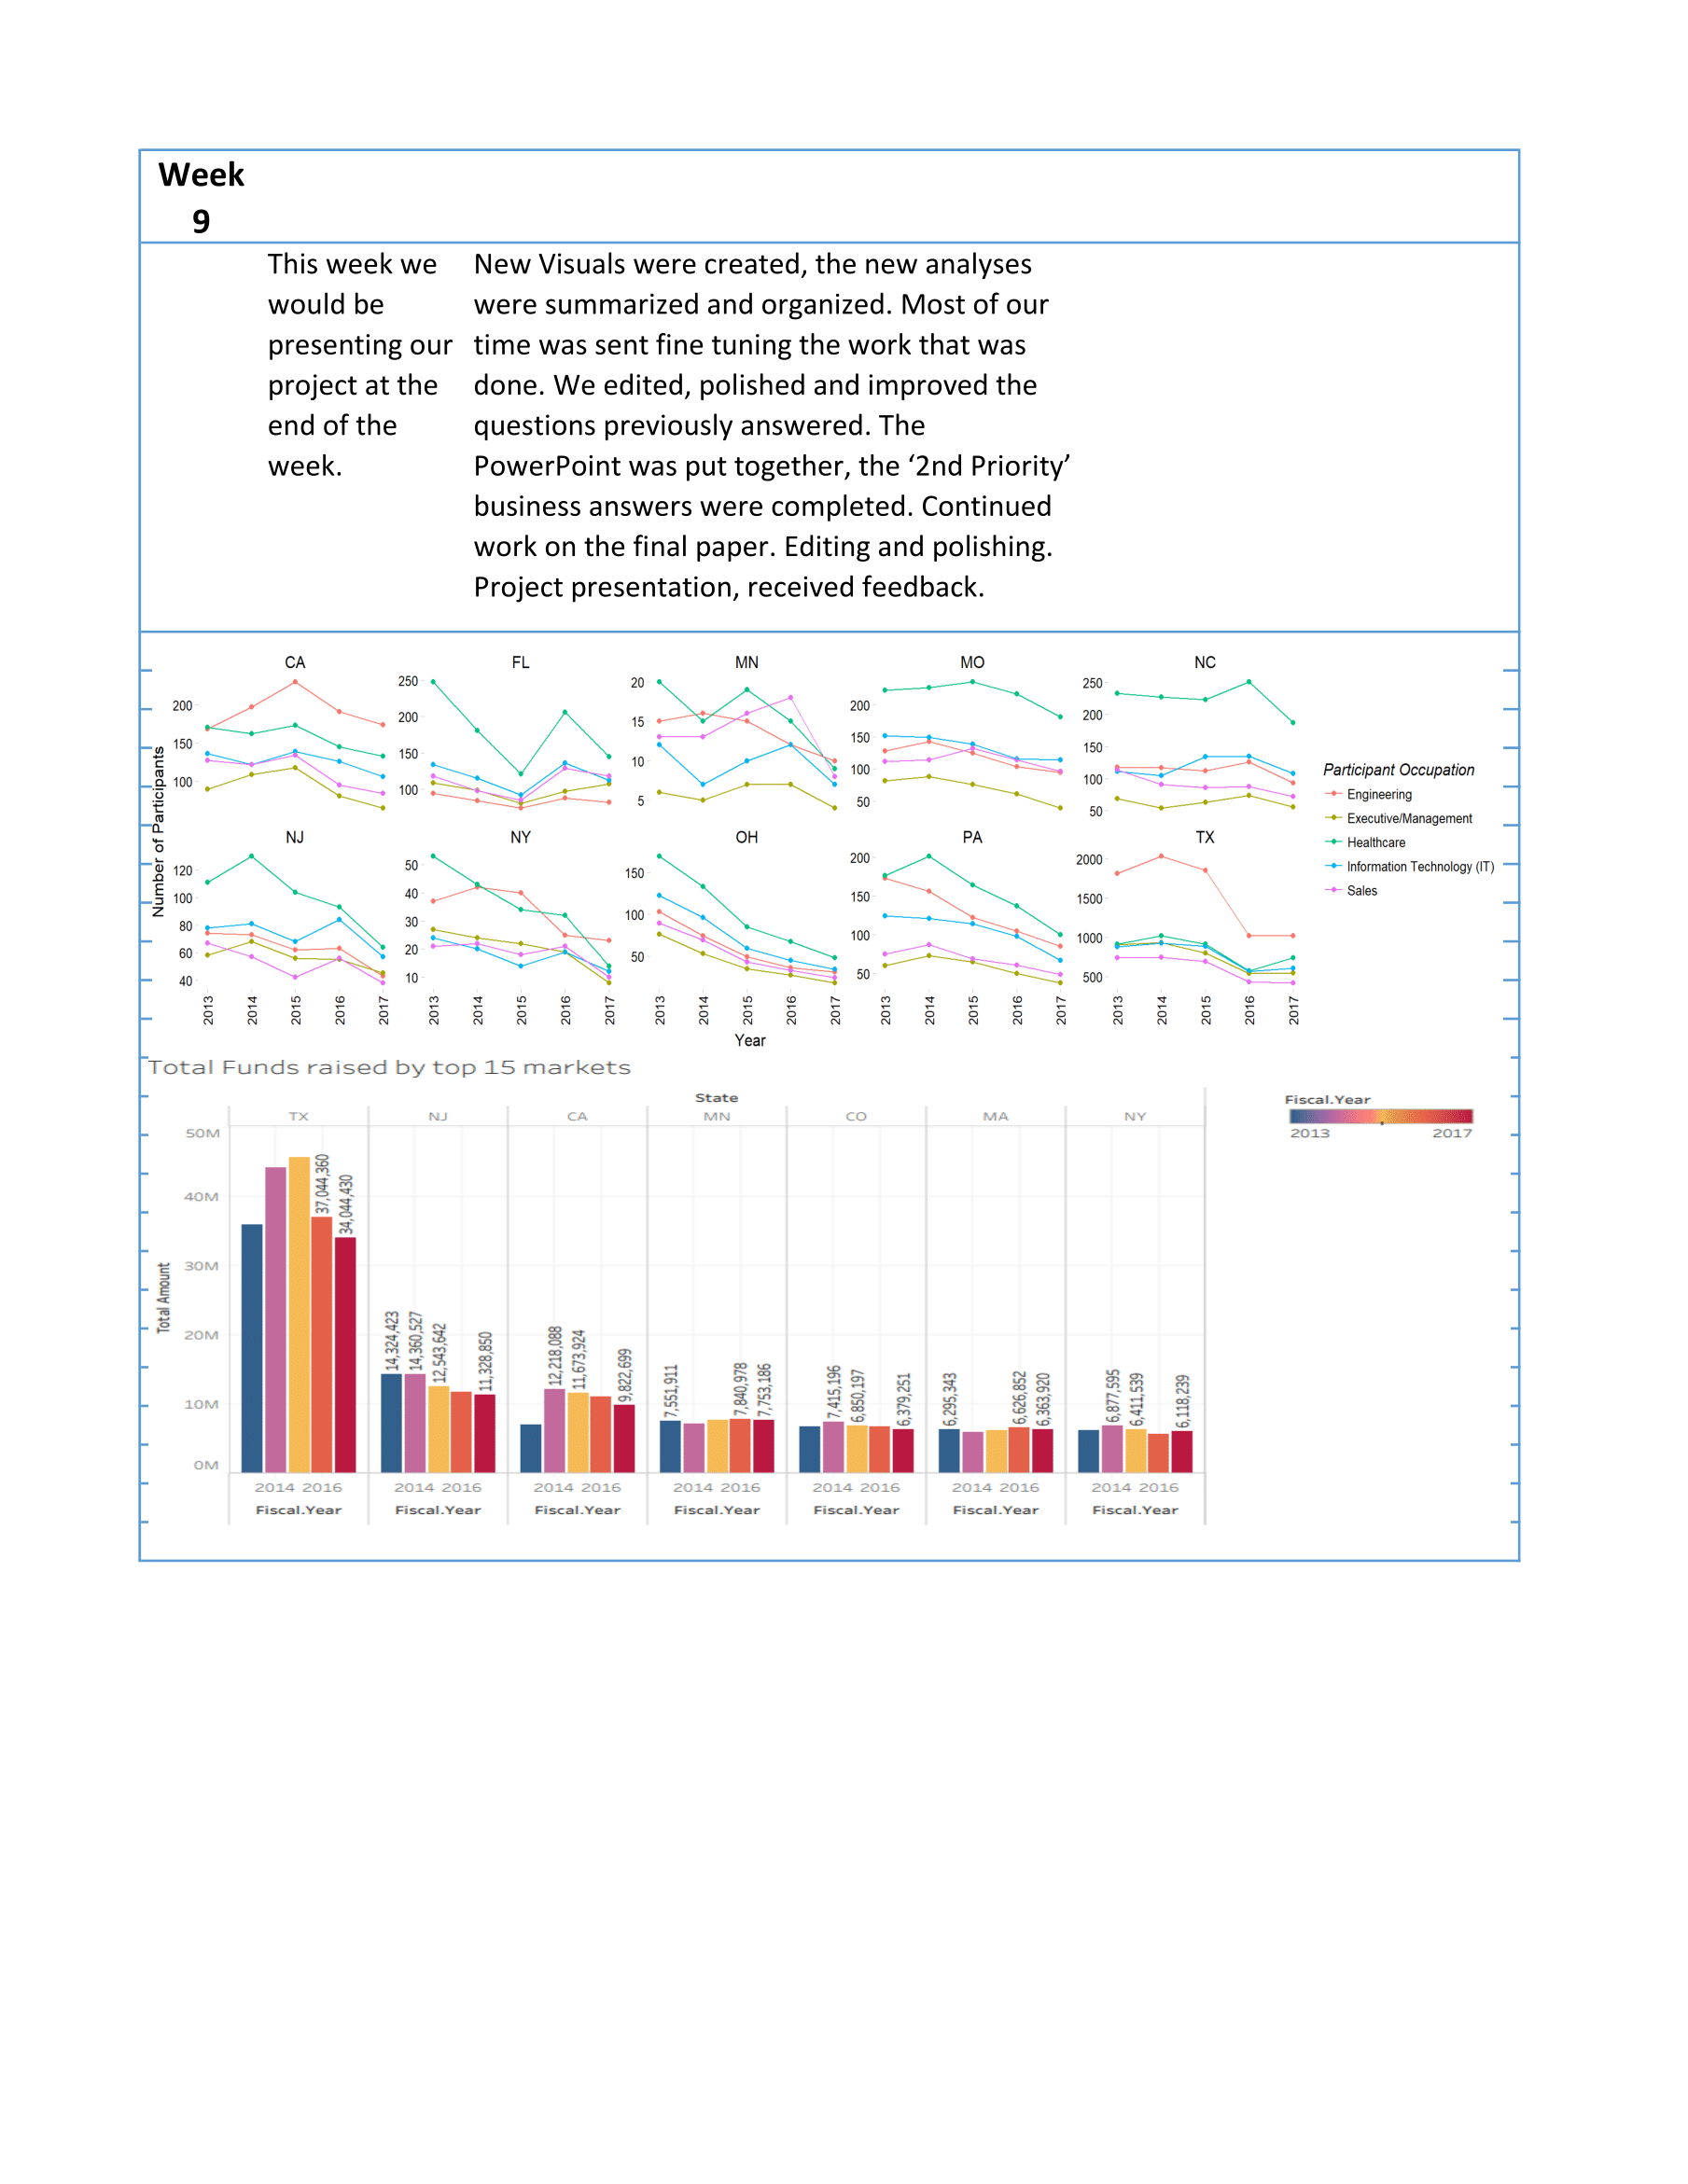 Week
9
This week we
would be
presenting our
project at the
end of the
week.
New Visuals were created, the new analyses
were summarized and organized. Most of our
time was sent fine tuning the work that was
done. We edited, polished and improved the
questions previously answered. The
PowerPoint was put together, the ‘2nd Priority’
business answers were completed. Continued
work on the final paper. Editing and polishing.
Project presentation, received feedback.
Number of Participants
CA
200
150
100
FL
250
200
150
100
MN
20
15
10
5
MO
200
150
100
50
NC
250
200
150
100
50
NJ
120
100
80
60
40
NY
50
40
30
20
10
OH
150
100
50
PA
200
150
100
50
TX
2000
1500
1000
500
2013 2014 2015 2016 2017
2013 2014 2015 2016 2017
2013 2014 2015 2016 2017
2013 2014 2015 2016 2017
2013 2014 2015 2016 2017
Year
Participant Occupation
Engineering
Executive/Management
Healthcare
Information Technology (IT)
Sales
Total Funds raised by top 15 markets
State
TX NJ CA MN CO MA NY
Total Amount
50M
40M
30M
20M
10M
0M
37,044,360
34,044,430
14,324,423
14,360,527
12,543,642
11,328,850
12,218,088
11,673,924
9,822,699
7,551,911
7,840,978
7,753,186
7,415,196
6,850,197
6,379,251
6,295,343
6,626,852
6,363,920
6,877,595
6,411,539
6,118,239
2014 2016 2014 2016 2014 2016 2014 2016 2014 2016 2014 2016 2014 2016
Fiscal.Year Fiscal.Year Fiscal.Year Fiscal.Year Fiscal.Year Fiscal.Year Fiscal.Year
Fiscal.Year
2013 2017